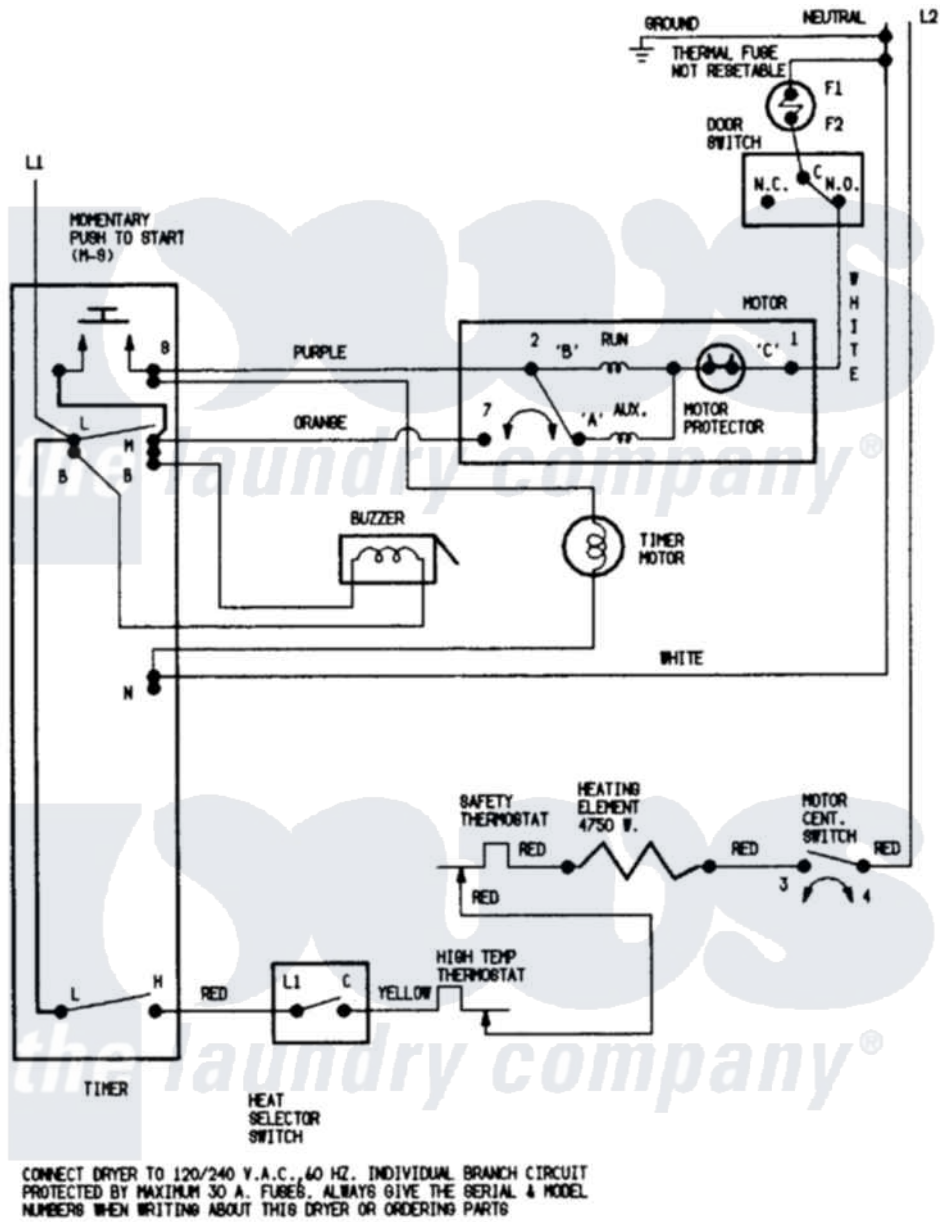 L2
NEUTRAL
GROUND
THERMAL FUSE
NOT RESETABLE
F1
F2
DOOR
SWITCH
C
N.C.
N.O.
L1
MOMENTARY
PUSH TO START
(M-S)
WHITE
MOTOR
S
PURPLE
2
'B'
RUN
'C'
1
L
ORANGE
7
'A'
AUX.
MOTOR
PROTECTOR
M
B
B
the laundry company®
BUZZER
TIMER
MOTOR
WHITE
N
SAFETY
THERMOSTAT
HEATING
ELEMENT
4750 W.
MOTOR
CENT.
SWITCH
RED
RED
RED
3
4
RED
HIGH TEMP
THERMOSTAT
L
H
RED
L1
C
YELLOW
the laundry company®
TIMER
HEAT
SELECTOR
SWITCH
CONNECT DRYER TO 120/240 V.A.C.,60 HZ. INDIVIDUAL BRANCH CIRCUIT
PROTECTED BY MAXIMUM 30 A. FUSES. ALWAYS GIVE THE SERIAL & MODEL
NUMBERS WHEN WRITING ABOUT THIS DRYER OR ORDERING PARTS